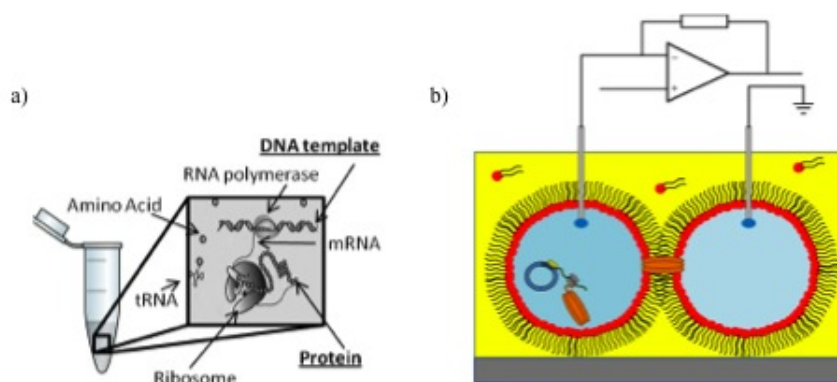 a)
b)
DNA template
RNA polymerase
Amino Acid
mRNA
tRNA
Protein
Ribosome
−
+